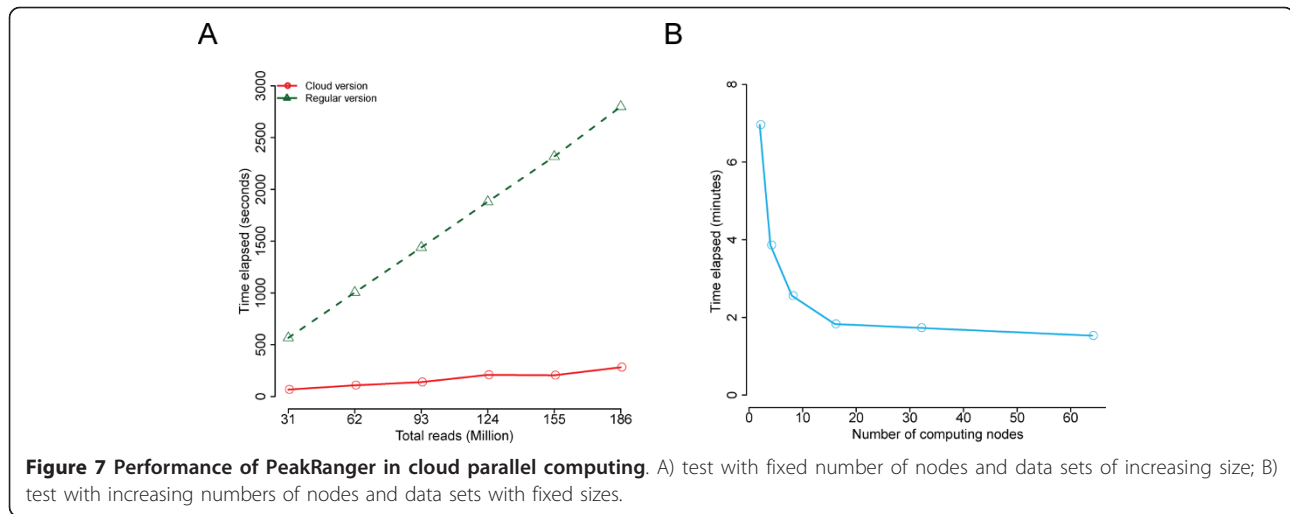 A
B
Cloud version
Regular version
Time elapsed (seconds)
0 500 1000 1500 2000 2500 3000
31 62 93 124 155 186
Total reads (Million)
Time elapsed (minutes)
0 2 4 6 8
0 10 20 30 40 50 60
Number of computing nodes
Figure 7 Performance of PeakRanger in cloud parallel computing. A) test with fixed number of nodes and data sets of increasing size; B)
test with increasing numbers of nodes and data sets with fixed sizes.